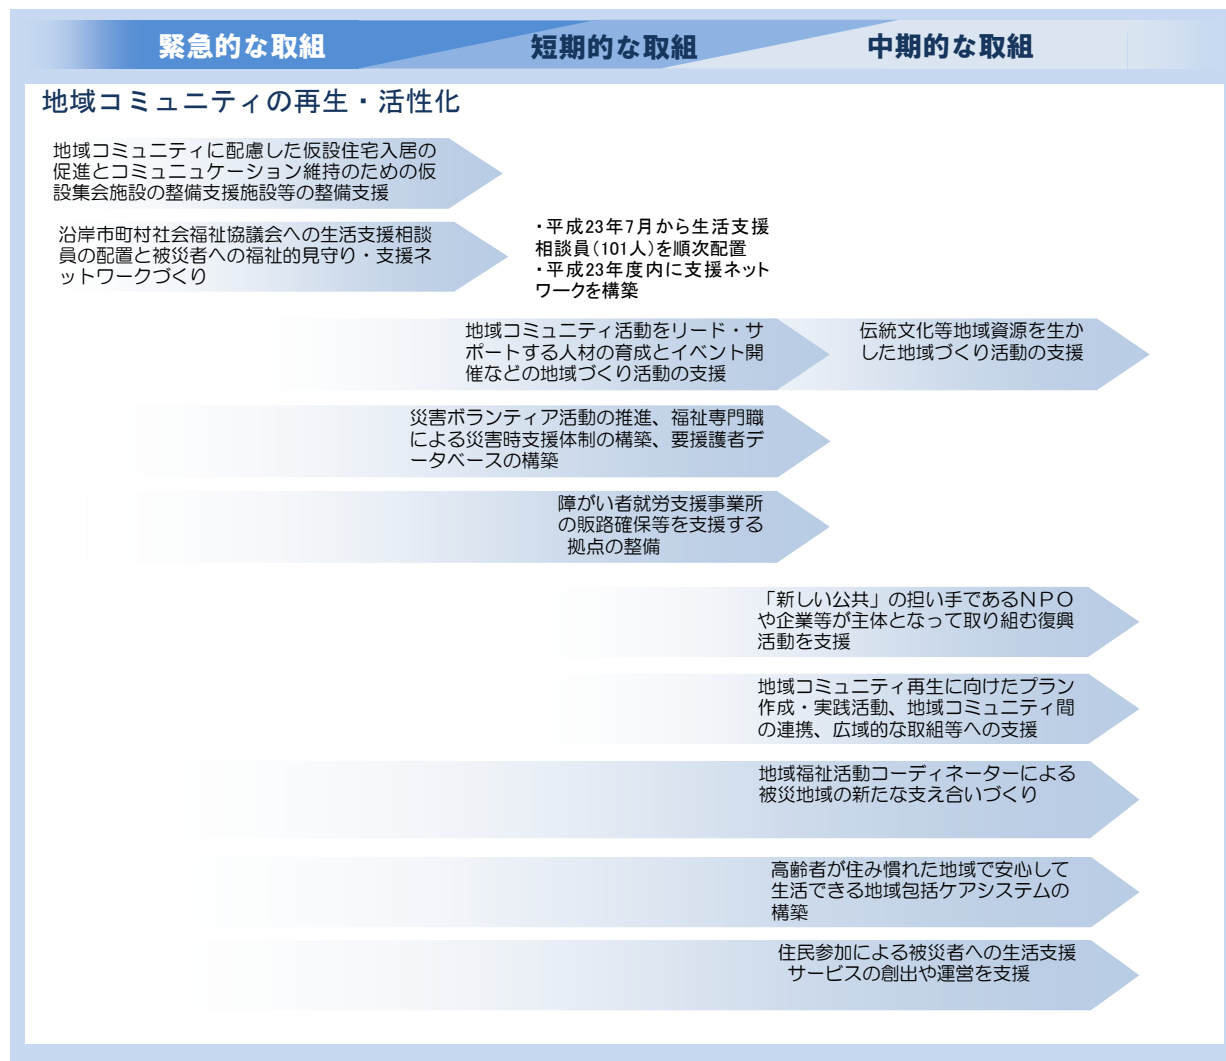 緊急的な取組
短期的な取組
中期的な取組
地域コミュニティの再生・活性化
地域コミュニティに配慮した仮設住宅入居の
促進とコミュニュケーション維持のための仮
設集会施設の整備支援施設等の整備支援
沿岸市町村社会福祉協議会への生活支援相談
員の配置と被災者への福祉的見守り・支援ネ
ットワークづくり
・平成23年7月から生活支援
相談員(101人)を順次配置
・平成23年度内に支援ネット
ワークを構築
地域コミュニティ活動をリード・サ
ポートする人材の育成とイベント開
催などの地域づくり活動の支援
伝統文化等地域資源を生か
した地域づくり活動の支援
災害ボランティア活動の推進、福祉専門職
による災害時支援体制の構築、要援護者デ
ータベースの構築
障がい者就労支援事業所
の販路確保等を支援する
拠点の整備
「新しい公共」の担い手であるNPO
や企業等が主体となって取り組む復興
活動を支援
地域コミュニティ再生に向けたプラン
作成・実践活動、地域コミュニティ間
の連携、広域的な取組等への支援
地域福祉活動コーディネーターによる
被災地域の新たな支え合いづくり
高齢者が住み慣れた地域で安心して
生活できる地域包括ケアシステムの
構築
住民参加による被災者への生活支援
サービスの創出や運営を支援